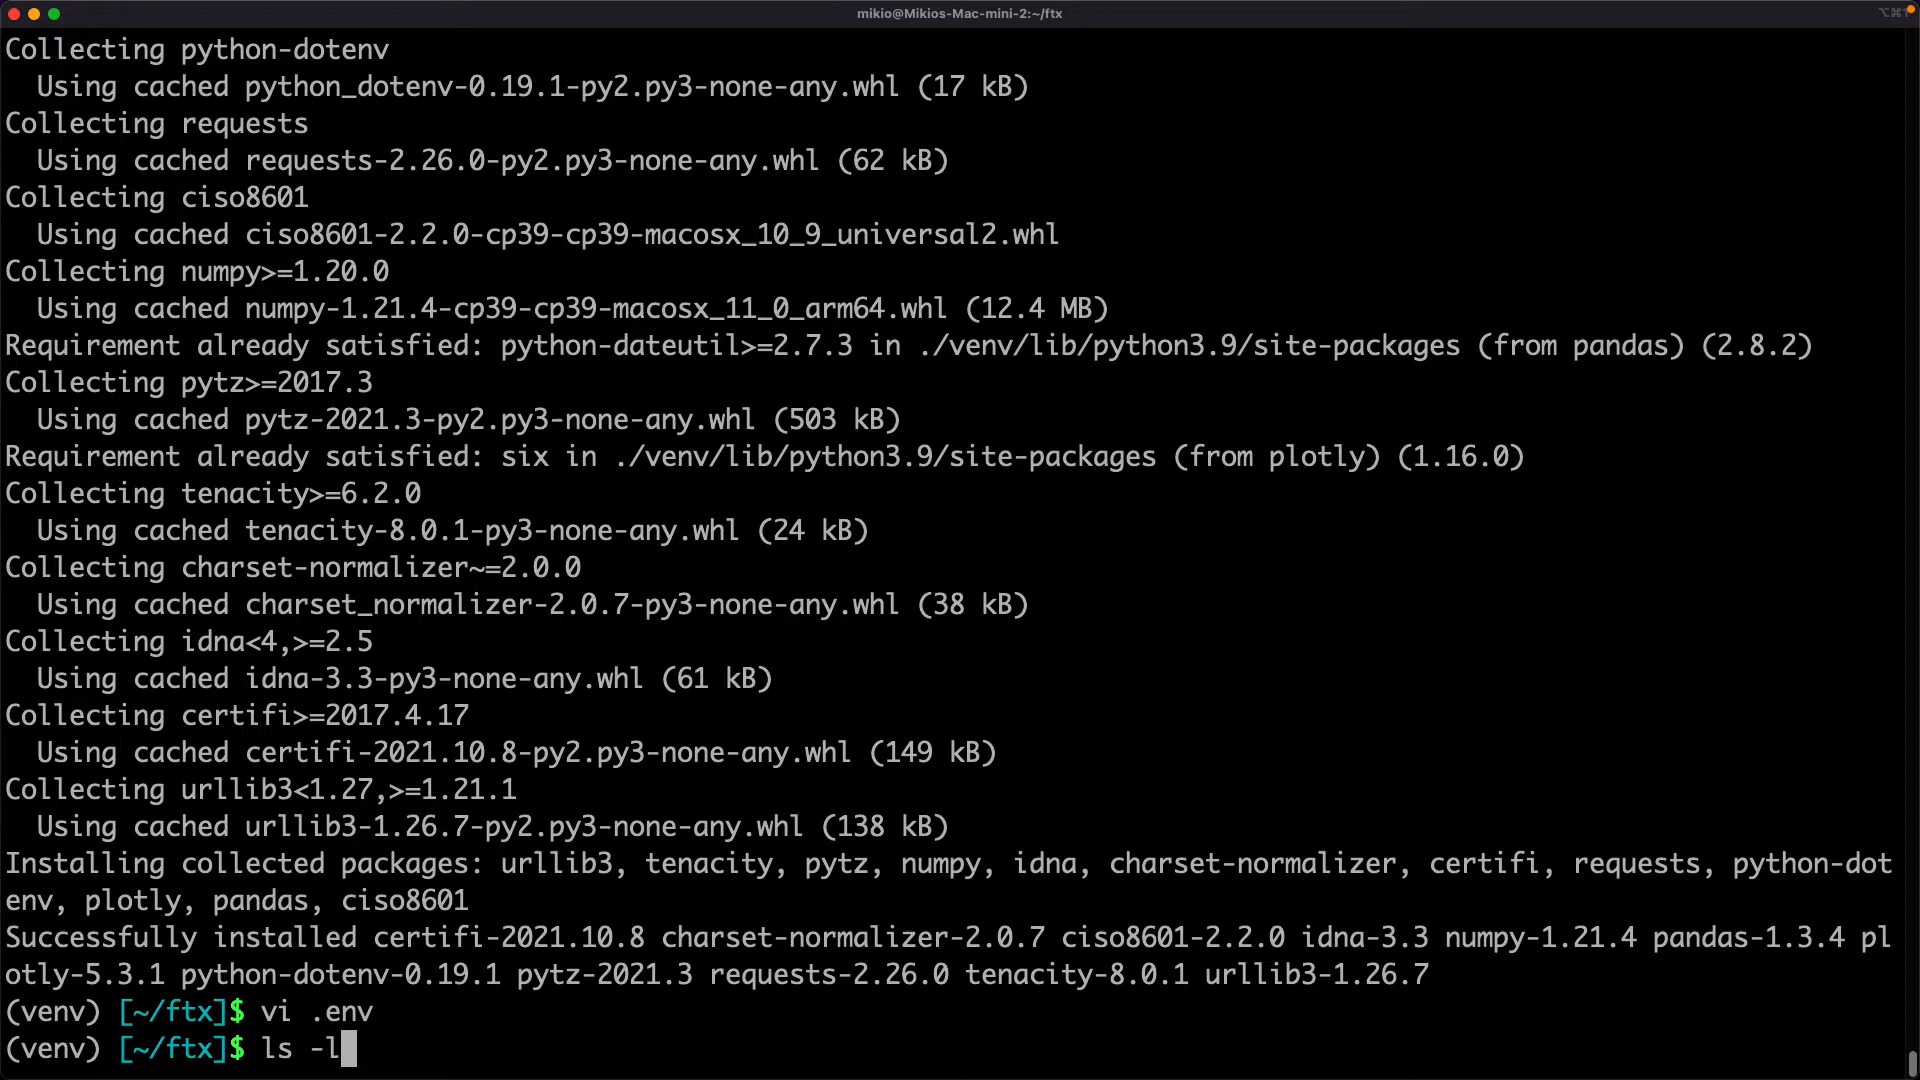 mikio@Mikios-Mac-mini-2:~/ftx
Collecting python-dotenv
  Using cached python_dotenv-0.19.1-py2.py3-none-any.whl (17 kB)
Collecting requests
  Using cached requests-2.26.0-py2.py3-none-any.whl (62 kB)
Collecting ciso8601
  Using cached ciso8601-2.2.0-cp39-cp39-macosx_10_9_universal2.whl
Collecting numpy>=1.20.0
  Using cached numpy-1.21.4-cp39-cp39-macosx_11_0_arm64.whl (12.4 MB)
Requirement already satisfied: python-dateutil>=2.7.3 in ./venv/lib/python3.9/site-packages (from pandas) (2.8.2)
Collecting pytz>=2017.3
  Using cached pytz-2021.3-py2.py3-none-any.whl (503 kB)
Requirement already satisfied: six in ./venv/lib/python3.9/site-packages (from plotly) (1.16.0)
Collecting tenacity>=6.2.0
  Using cached tenacity-8.0.1-py3-none-any.whl (24 kB)
Collecting charset-normalizer~=2.0.0
  Using cached charset_normalizer-2.0.7-py3-none-any.whl (38 kB)
Collecting idna<4,>=2.5
  Using cached idna-3.3-py3-none-any.whl (61 kB)
Collecting certifi>=2017.4.17
  Using cached certifi-2021.10.8-py2.py3-none-any.whl (149 kB)
Collecting urllib3<1.27,>=1.21.1
  Using cached urllib3-1.26.7-py2.py3-none-any.whl (138 kB)
Installing collected packages: urllib3, tenacity, pytz, numpy, idna, charset-normalizer, certifi, requests, python-dot
env, plotly, pandas, ciso8601
Successfully installed certifi-2021.10.8 charset-normalizer-2.0.7 ciso8601-2.2.0 idna-3.3 numpy-1.21.4 pandas-1.3.4 pl
otly-5.3.1 python-dotenv-0.19.1 pytz-2021.3 requests-2.26.0 tenacity-8.0.1 urllib3-1.26.7
(venv) [~/ftx]$ vi .env
(venv) [~/ftx]$ ls -l